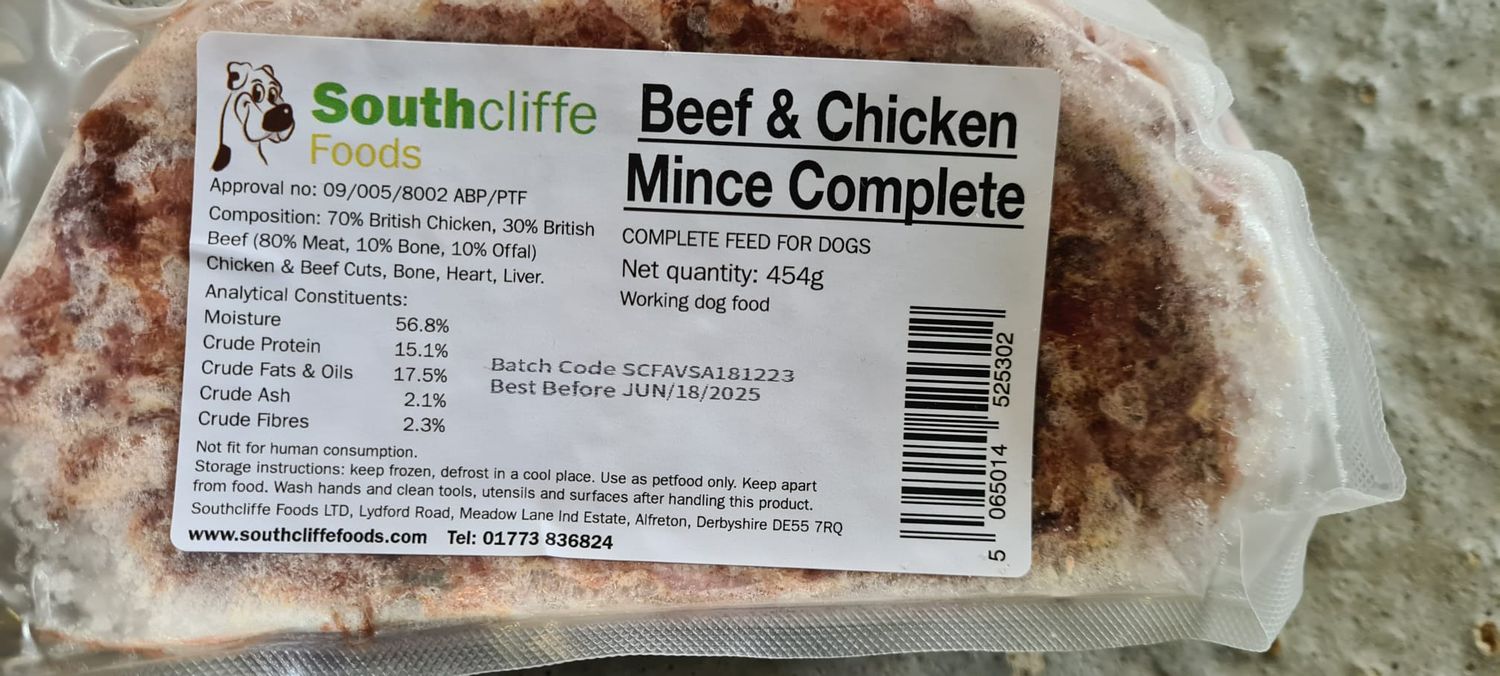 Southcliffe
Foods
Beef & Chicken
Mince Complete
Approval no: 09/005/8002 ABP/PTF
Composition: 70% British Chicken, 30% British
Beef (80% Meat, 10% Bone, 10% Offal)
Chicken & Beef Cuts, Bone, Heart, Liver.
COMPLETE FEED FOR DOGS
Net quantity: 454g
Working dog food
Analytical Constituents:
Moisture 56.8%
Crude Protein 15.1%
Crude Fats & Oils 17.5%
Crude Ash 2.1%
Crude Fibres 2.3%
Batch Code SCFAVSA181223
Best Before JUN/18/2025
Not fit for human consumption.
Storage instructions: keep frozen, defrost in a cool place. Use as petfood only. Keep apart
from food. Wash hands and clean tools, utensils and surfaces after handling this product.
Southcliffe Foods LTD, Lydford Road, Meadow Lane Ind Estate, Alfreton, Derbyshire DE55 7RQ
www.southcliffefoods.com Tel: 01773 836824
5 065014 525302